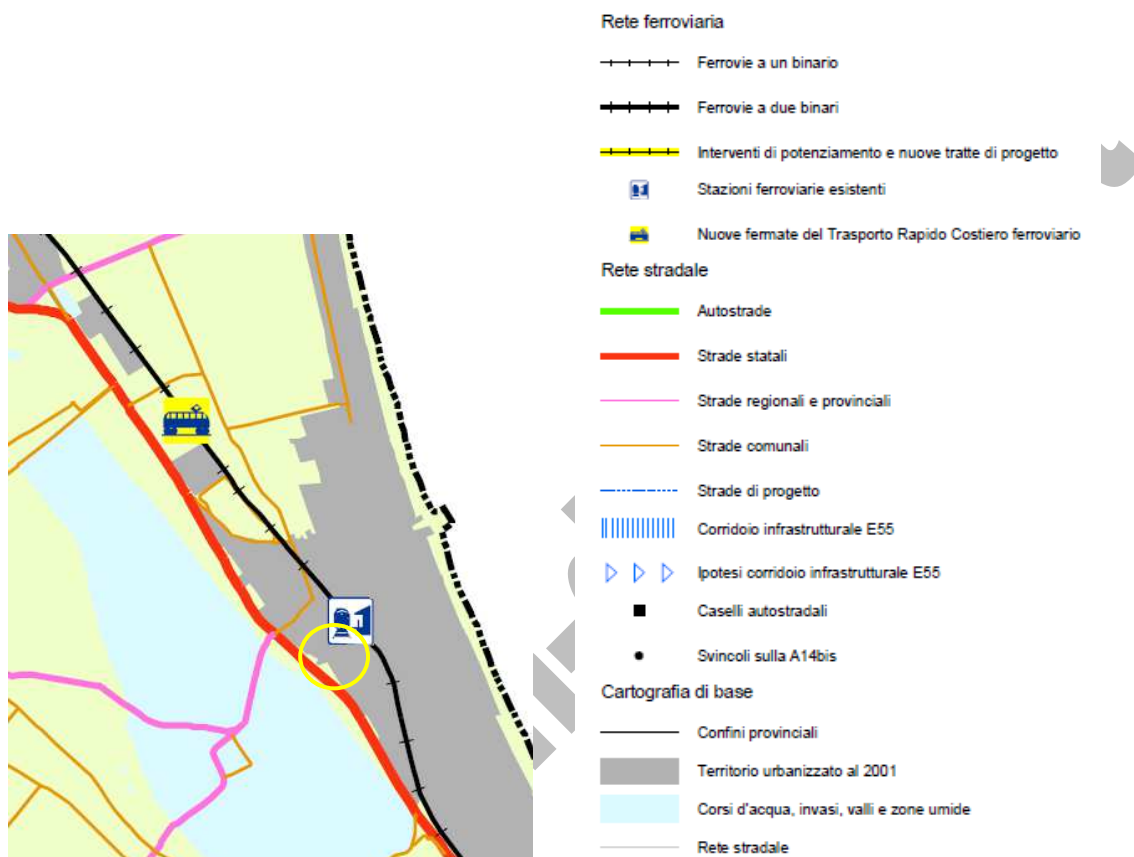 Rete ferroviaria
Ferrovie a un binario
Ferrovie a due binari
Interventi di potenziamento e nuove tratte di progetto
Stazioni ferroviarie esistenti
Nuove fermate del Trasporto Rapido Costiero ferroviario
Rete stradale
Autostrade
Strade statali
Strade regionali e provinciali
Strade comunali
Strade di progetto
Corridoio infrastrutturale E55
Ipotesi corridoio infrastrutturale E55
Caselli autostradali
Svincoli sulla A14bis
Cartografia di base
Confini provinciali
Territorio urbanizzato al 2001
Corsi d'acqua, invasi, valli e zone umide
Rete stradale